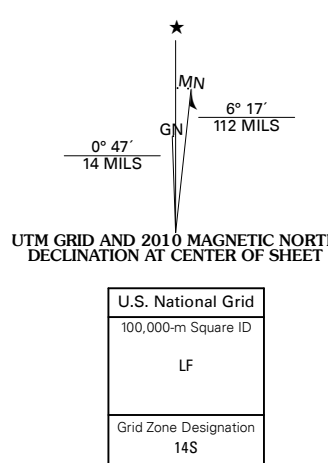 ★
MN
GN
6° 17′
112 MILS
0° 47′
14 MILS
UTM GRID AND 2010 MAGNETIC NORTH
DECLINATION AT CENTER OF SHEET
U.S. National Grid
100,000-m Square ID
LF
Grid Zone Designation
14S